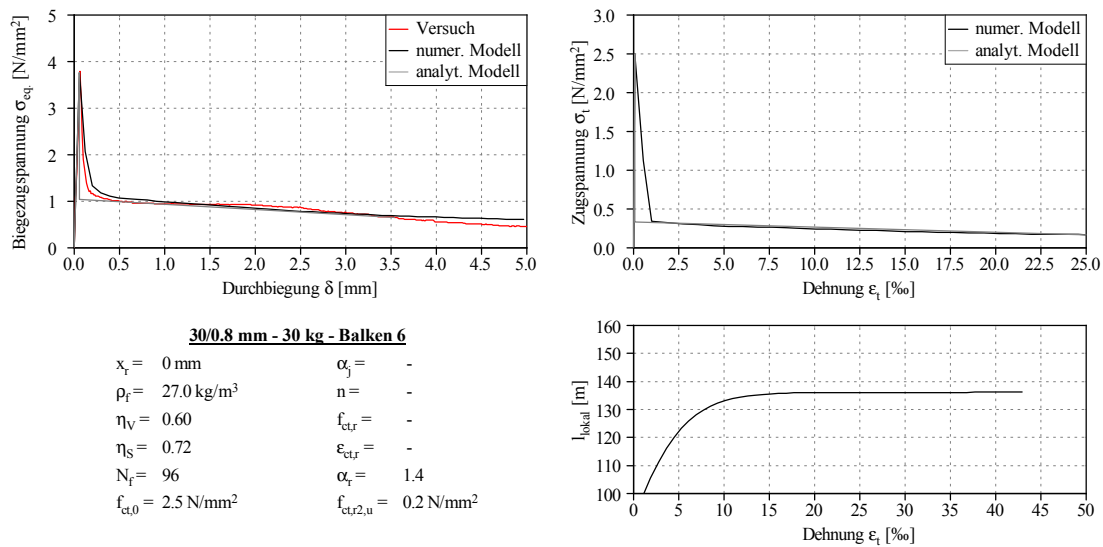 Biegezugspannung σeq. [N/mm²]
5
4
3
2
1
0
0.0 0.5 1.0 1.5 2.0 2.5 3.0 3.5 4.0 4.5 5.0
Durchbiegung δ [mm]
Versuch
numer. Modell
analyt. Modell
Zugspannung σt [N/mm²]
3.0
2.5
2.0
1.5
1.0
0.5
0.0
0.0 2.5 5.0 7.5 10.0 12.5 15.0 17.5 20.0 22.5 25.0
Dehnung εt [‰]
numer. Modell
analyt. Modell
30/0.8 mm - 30 kg - Balken 6
xr = 0 mm αj = -
ρf = 27.0 kg/m³ n = -
ηV = 0.60 fct,r = -
ηS = 0.72 εct,r = -
Nf = 96 αr = 1.4
fct,0 = 2.5 N/mm² fct,r2,u = 0.2 N/mm²
llokal [m]
160
150
140
130
120
110
100
0 5 10 15 20 25 30 35 40 45 50
Dehnung εt [‰]